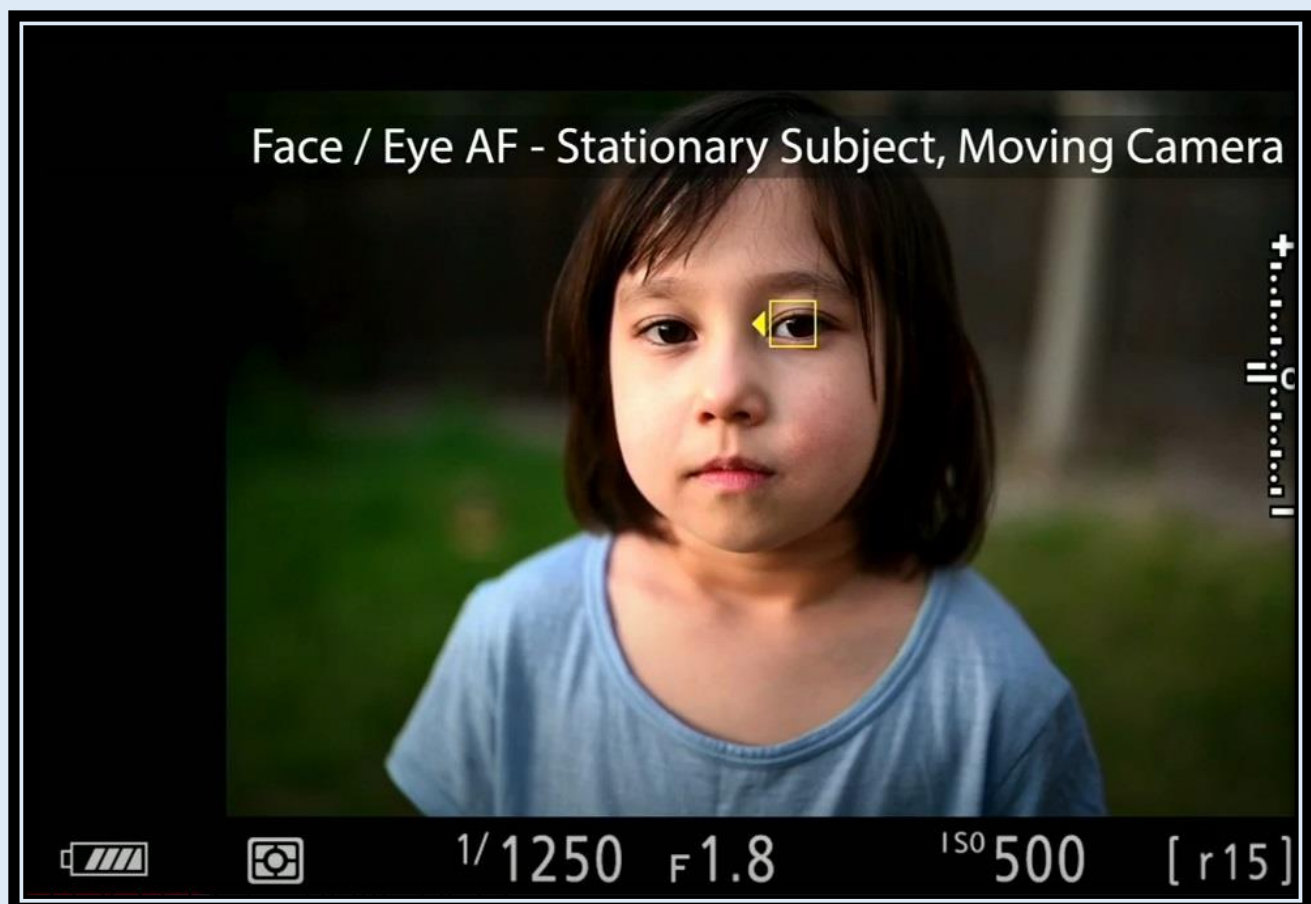 Face / Eye AF - Stationary Subject, Moving Camera
1/1250 F1.8 ISO 500 [r15]